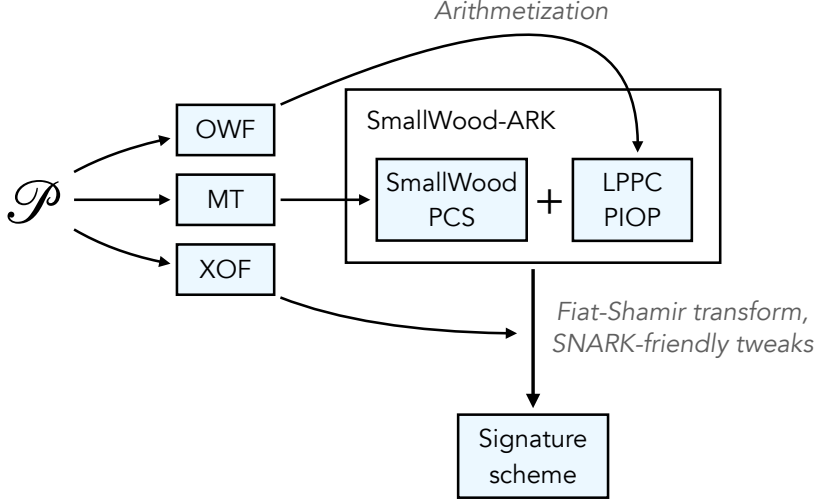 Arithmetization
OWF
SmallWood-ARK
𝒫
MT
SmallWood
PCS
+
LPPC
PIOP
XOF
Fiat-Shamir transform,
SNARK-friendly tweaks
Signature
scheme